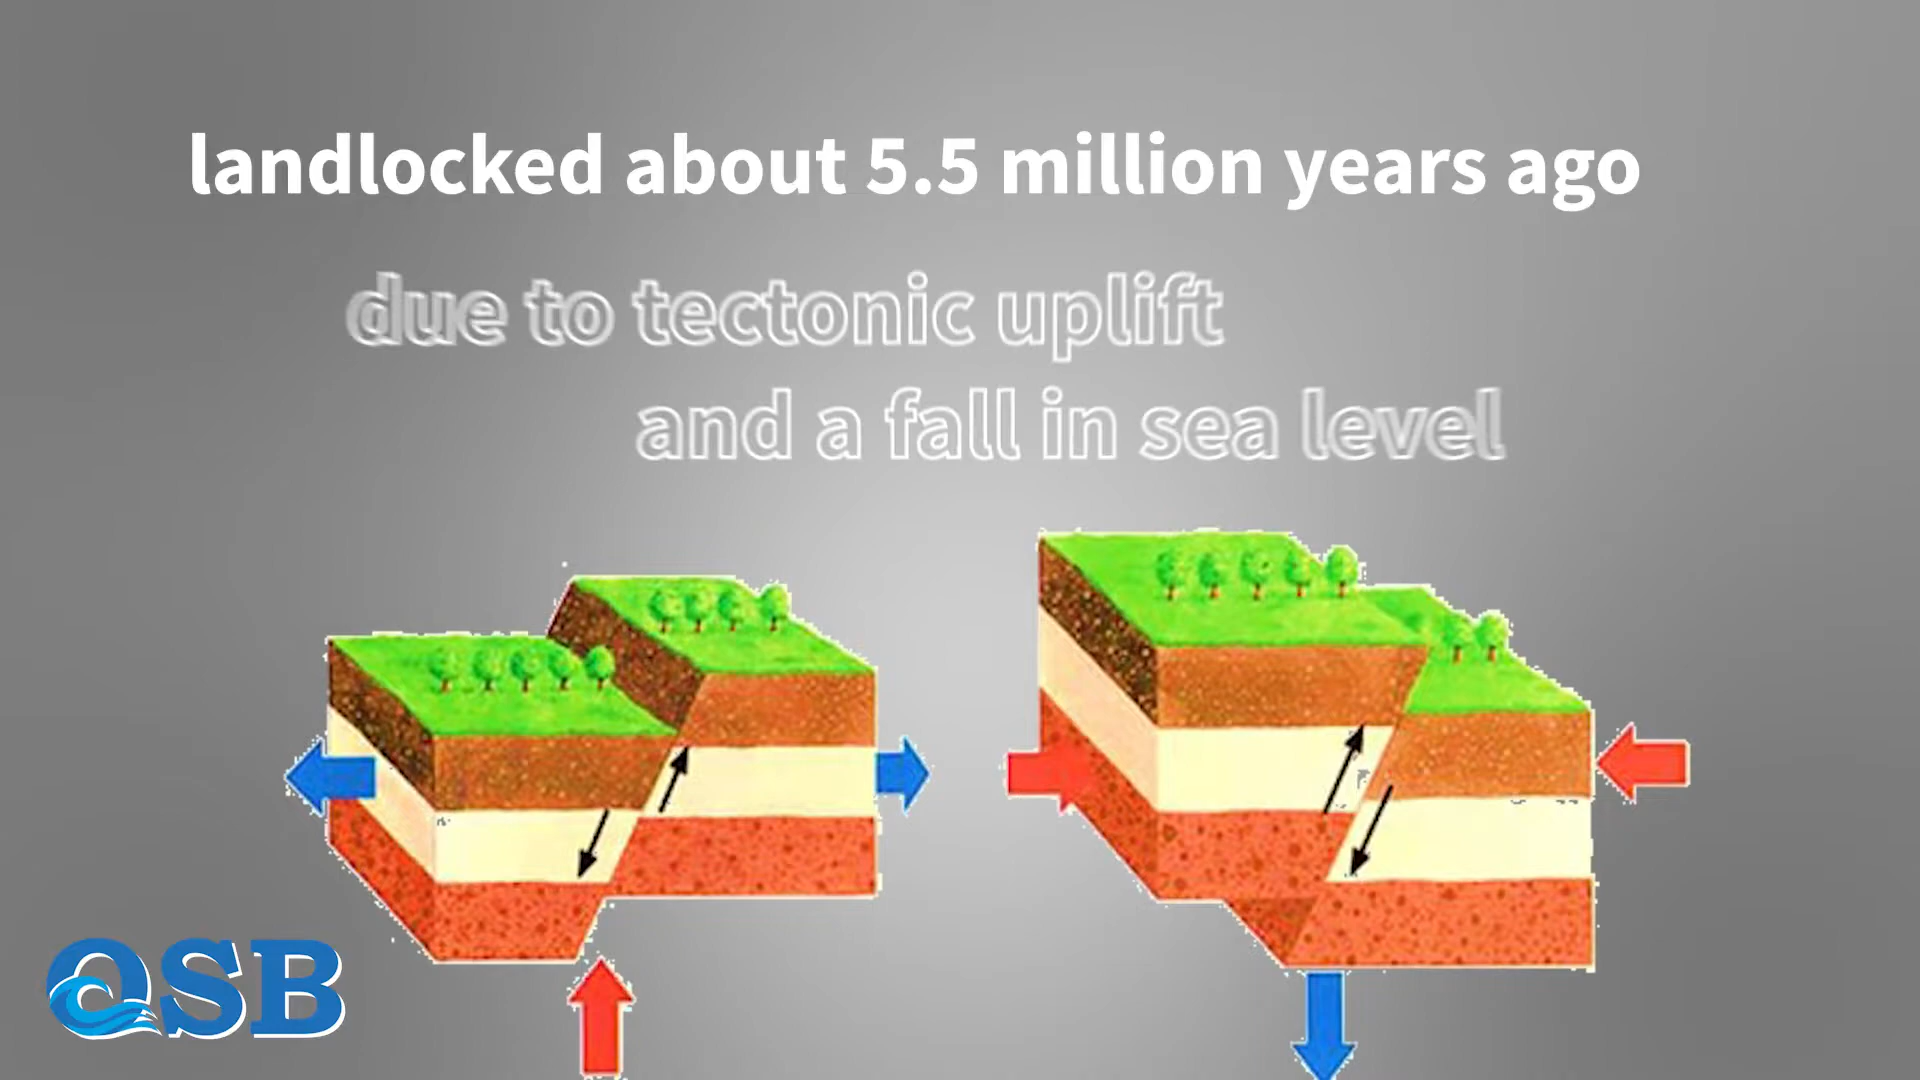 landlocked about 5.5 million years ago
due to tectonic uplift
and a fall in sea level
QSB